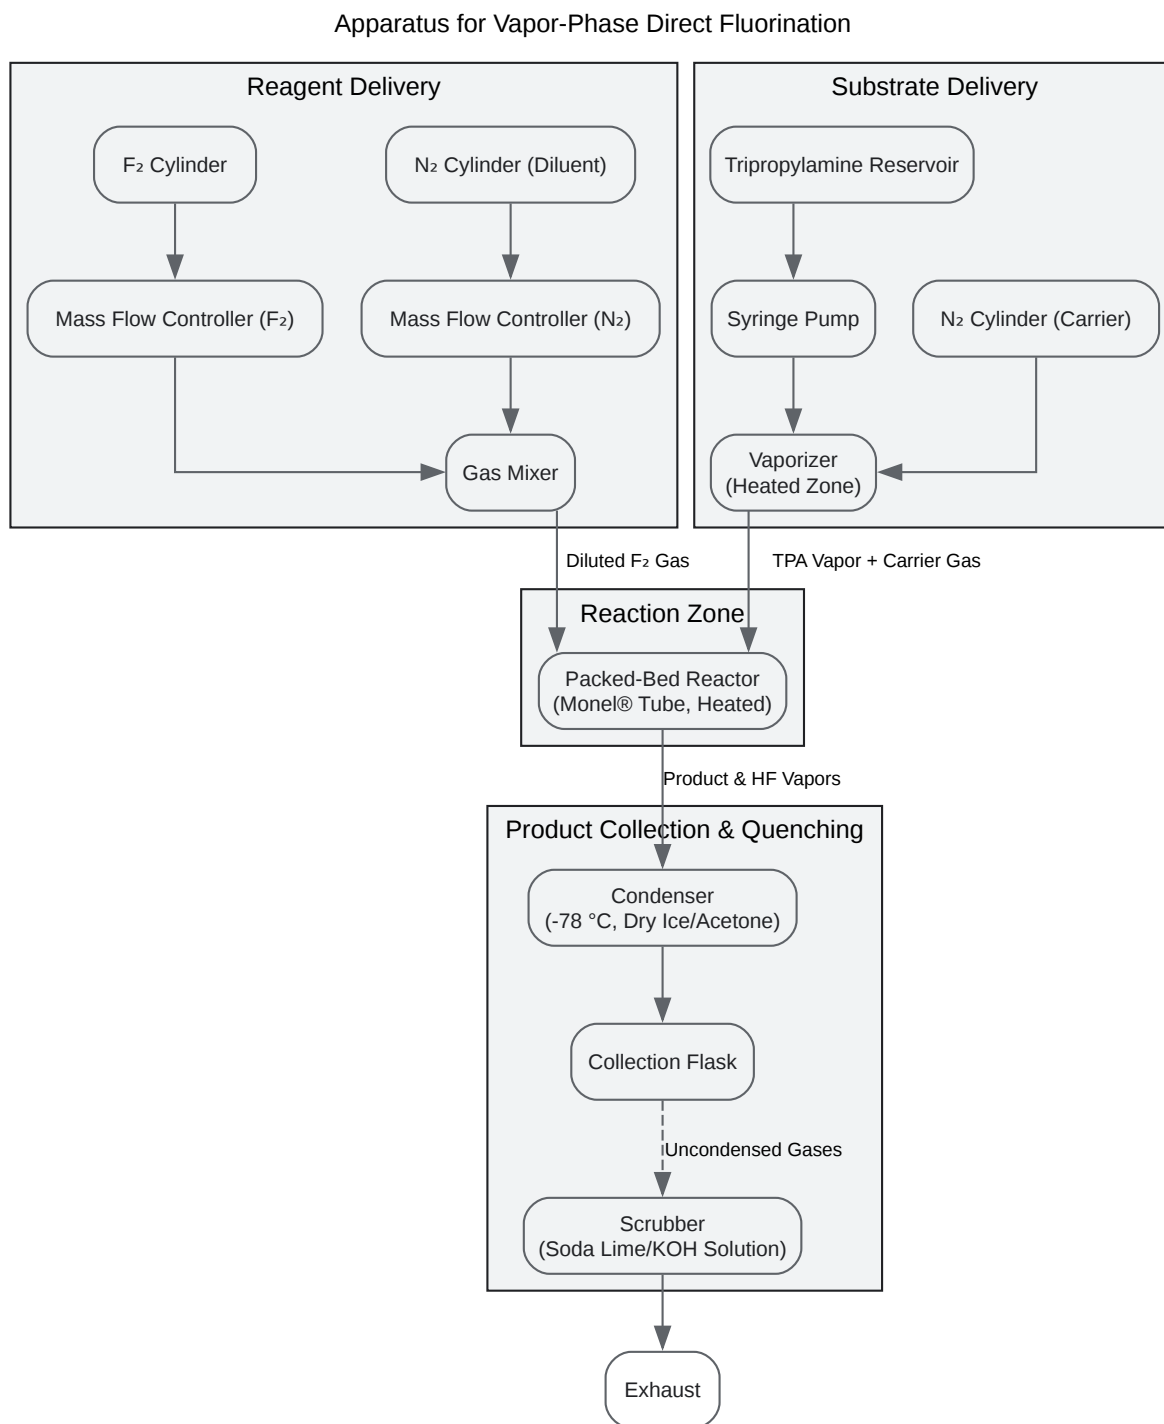 Apparatus for Vapor-Phase Direct Fluorination
Reagent Delivery
Substrate Delivery
F₂ Cylinder
N₂ Cylinder (Diluent)
Tripropylamine Reservoir
Mass Flow Controller (F₂)
Mass Flow Controller (N₂)
Syringe Pump
N₂ Cylinder (Carrier)
Gas Mixer
Vaporizer
(Heated Zone)
Diluted F₂ Gas
TPA Vapor + Carrier Gas
Reaction Zone
Packed-Bed Reactor
(Monel® Tube, Heated)
Product & HF Vapors
Product Collection & Quenching
Condenser
(-78 °C, Dry Ice/Acetone)
Collection Flask
Uncondensed Gases
Scrubber
(Soda Lime/KOH Solution)
Exhaust